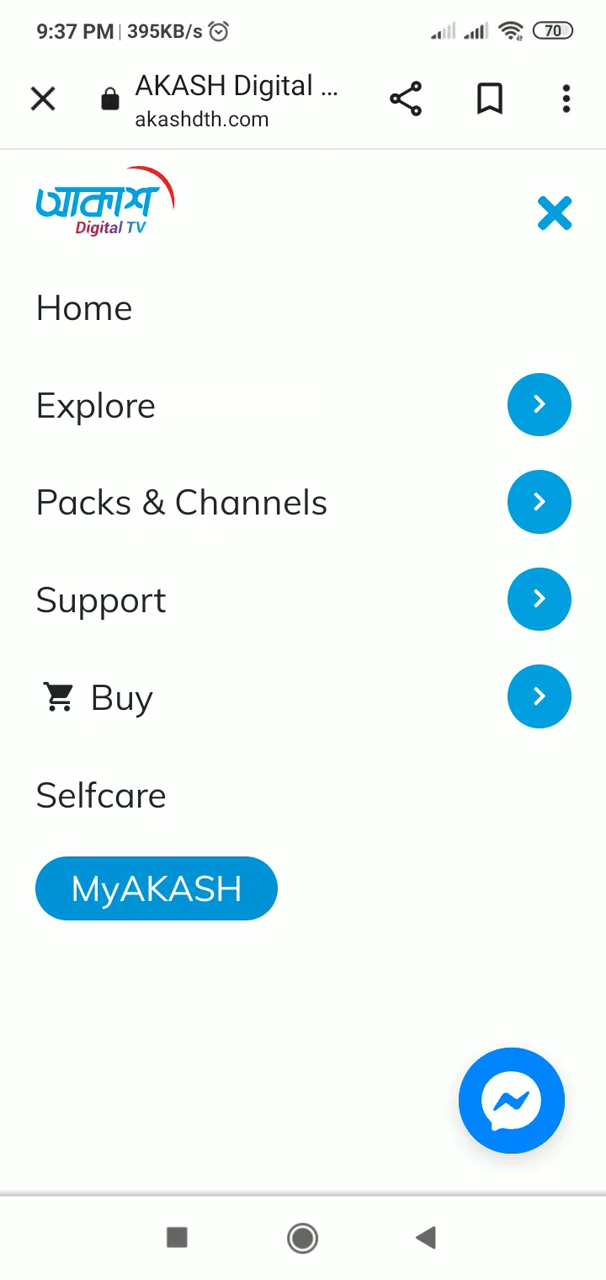 9:37 PM | 395KB/s
70
AKASH Digital ...
akashdth.com
আকাশ
Digital TV
Home
Explore
Packs & Channels
Support
Buy
Selfcare
MyAKASH